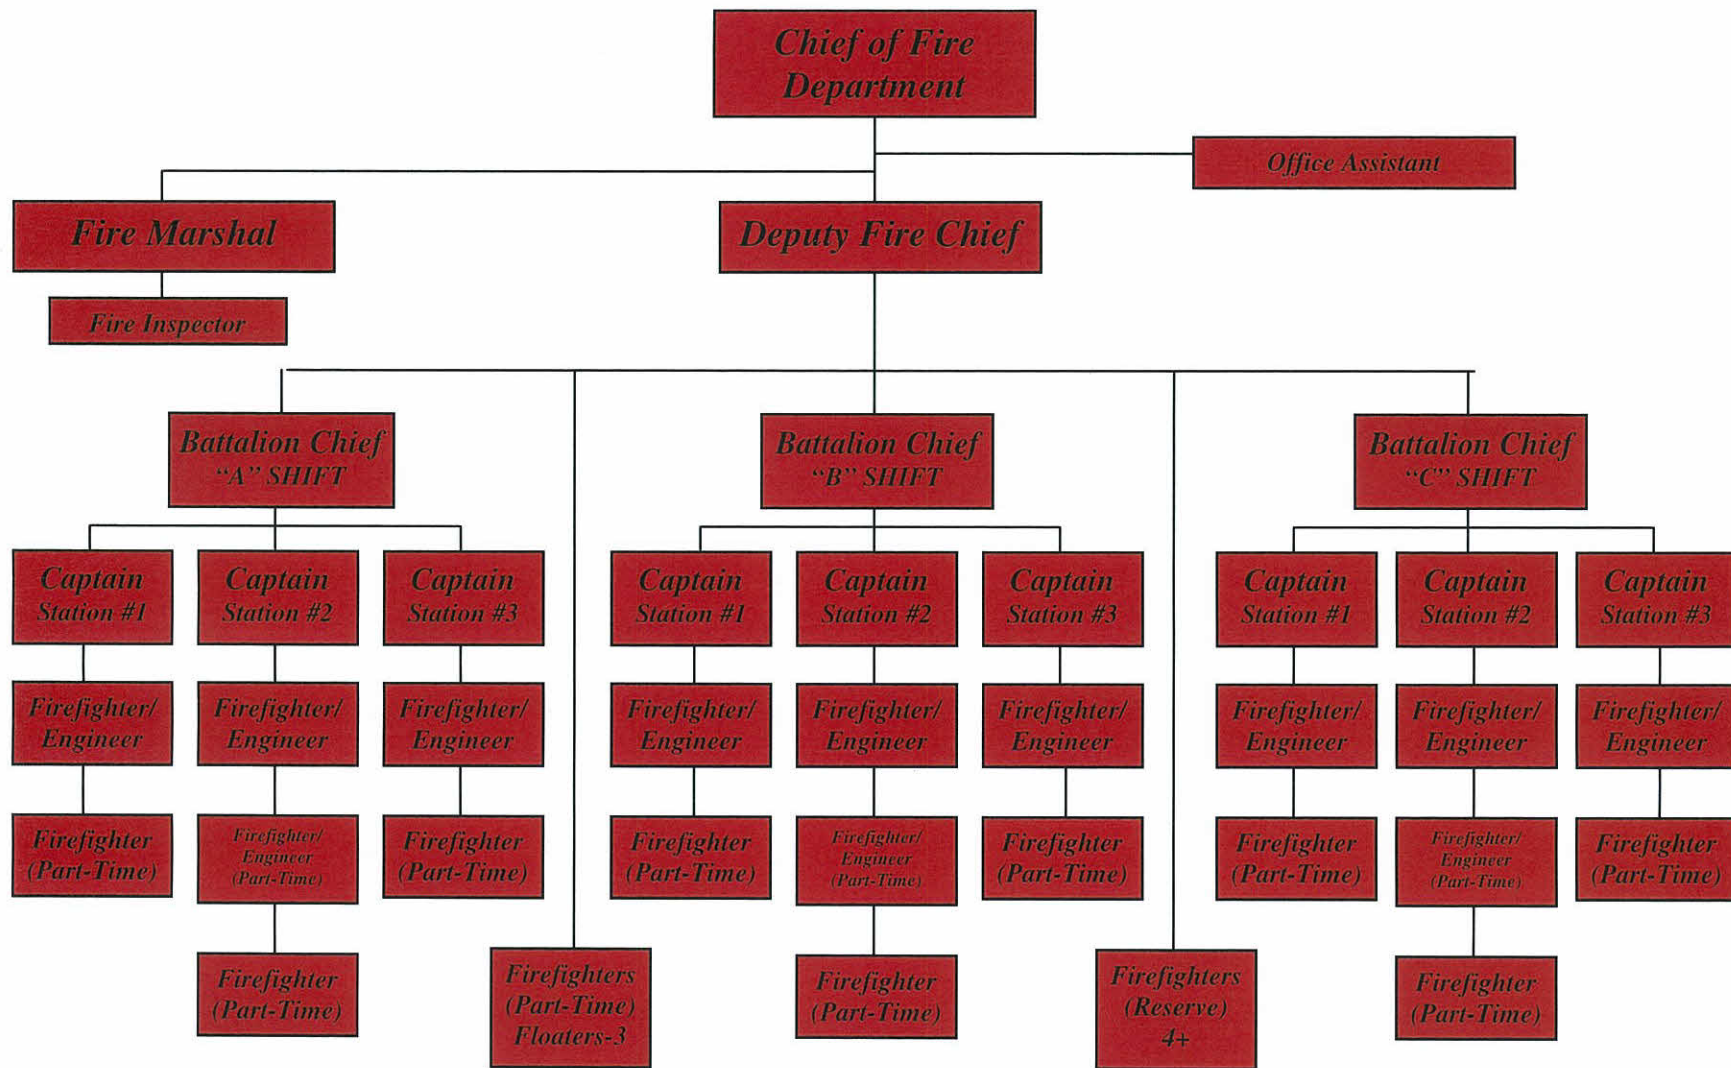 Chief of Fire
Department
Office Assistant
Fire Marshal
Deputy Fire Chief
Fire Inspector
Battalion Chief
“A” SHIFT
Battalion Chief
“B” SHIFT
Battalion Chief
“C” SHIFT
Captain
Station #1
Captain
Station #2
Captain
Station #3
Captain
Station #1
Captain
Station #2
Captain
Station #3
Captain
Station #1
Captain
Station #2
Captain
Station #3
Firefighter/
Engineer
Firefighter/
Engineer
Firefighter/
Engineer
Firefighter/
Engineer
Firefighter/
Engineer
Firefighter/
Engineer
Firefighter/
Engineer
Firefighter/
Engineer
Firefighter/
Engineer
Firefighter
(Part-Time)
Firefighter/
Engineer
(Part-Time)
Firefighter
(Part-Time)
Firefighter
(Part-Time)
Firefighter/
Engineer
(Part-Time)
Firefighter
(Part-Time)
Firefighter
(Part-Time)
Firefighter/
Engineer
(Part-Time)
Firefighter
(Part-Time)
Firefighter
(Part-Time)
Firefighters
(Part-Time)
Floaters-3
Firefighter
(Part-Time)
Firefighters
(Reserve)
4+
Firefighter
(Part-Time)